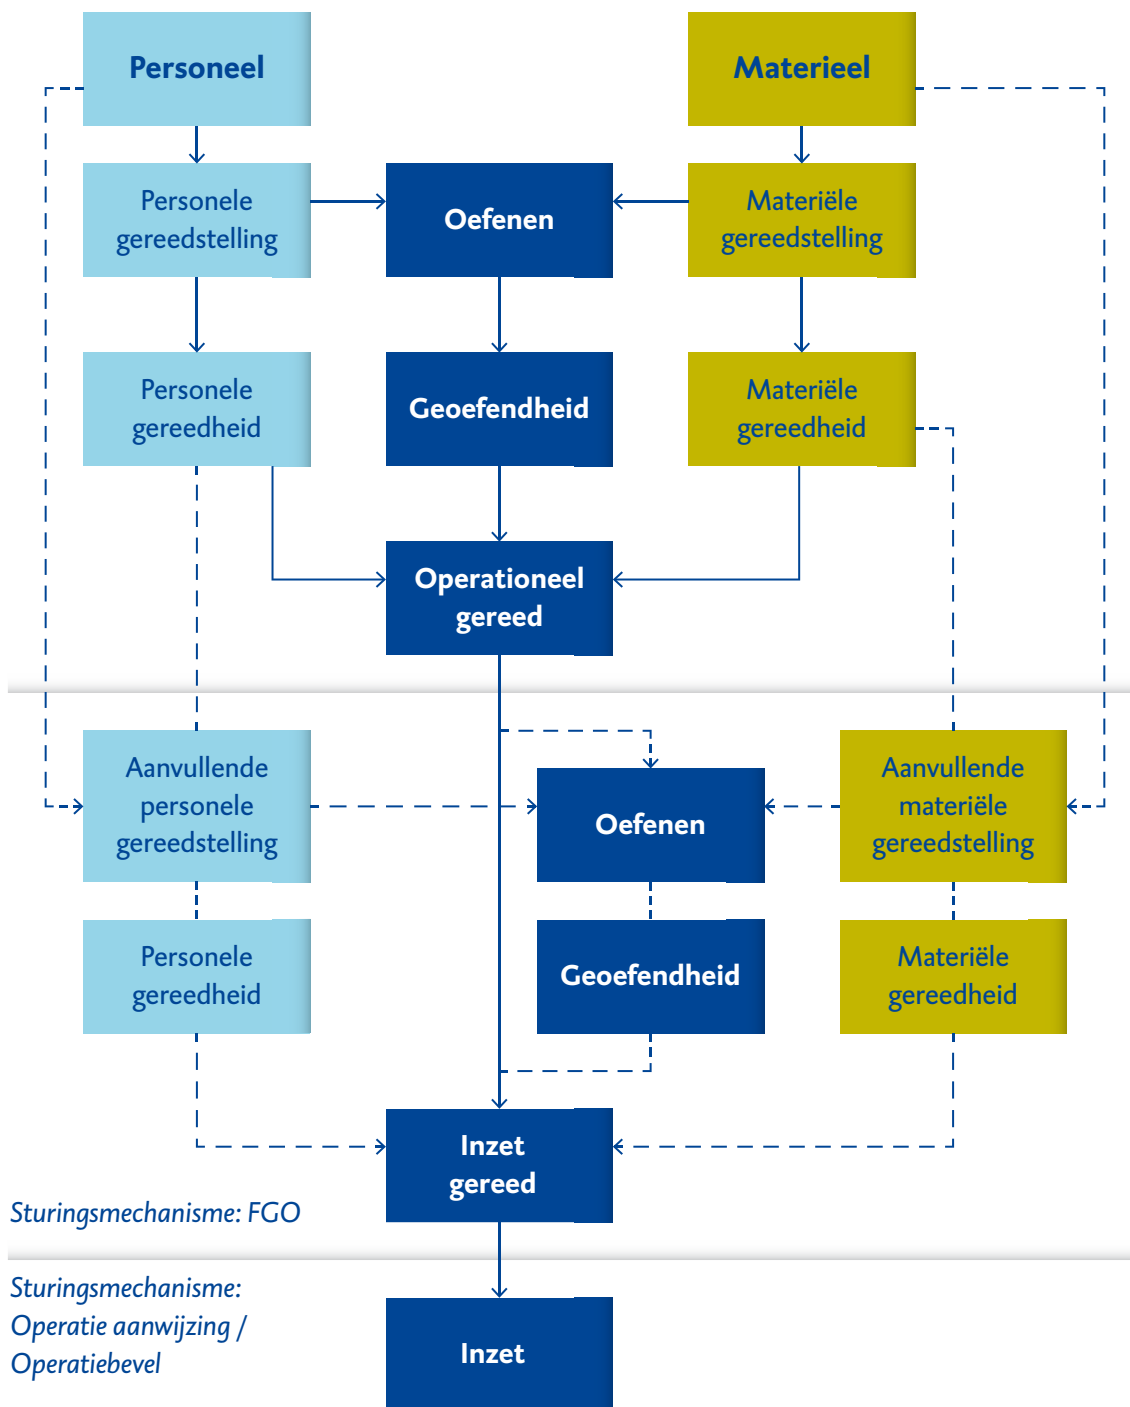 Personeel
Materieel
Personele
gereedstelling
Oefenen
Materiële
gereedstelling
Personele
gereedheid
Geoefendheid
Materiële
gereedheid
Operationeel
gereed
Aanvullende
personele
gereedstelling
Oefenen
Aanvullende
materiële
gereedstelling
Personele
gereedheid
Geoefendheid
Materiële
gereedheid
Inzet
gereed
Sturingsmechanisme: FGO
Sturingsmechanisme:
Operatie aanwijzing /
Operatiebevel
Inzet